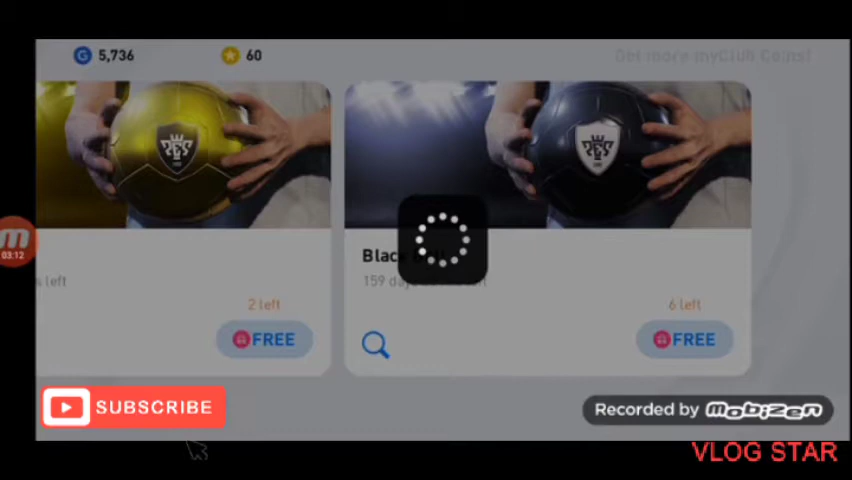 5,736
60
Get more myClub Coins!
s left
2 left
FREE
Black
159 days
6 left
FREE
03:12
SUBSCRIBE
Recorded by Mobizen
VLOG STAR